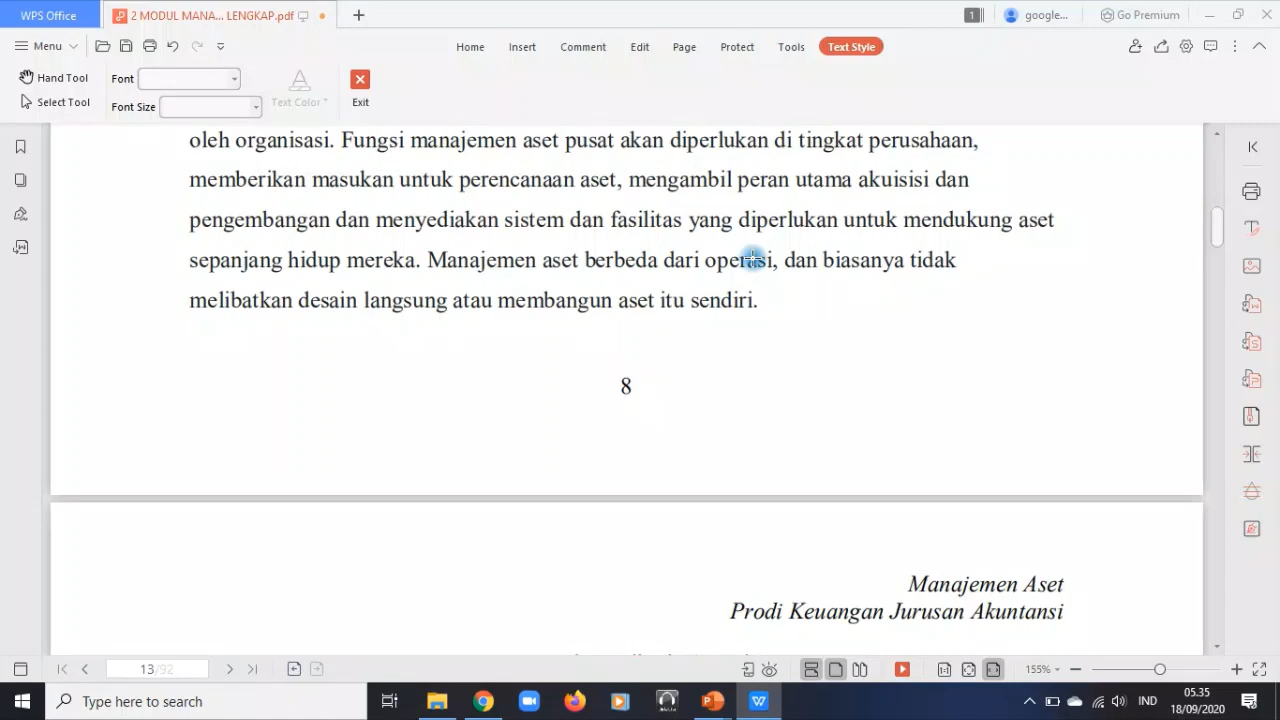 WPS Office
2 MODUL MANA... LENGKAP.pdf
1
google...
Go Premium
Menu
Home
Insert
Comment
Edit
Page
Protect
Tools
Text Style
Hand Tool
Font
Select Tool
Font Size
Text Color
Exit
oleh organisasi. Fungsi manajemen aset pusat akan diperlukan di tingkat perusahaan,
memberikan masukan untuk perencanaan aset, mengambil peran utama akuisisi dan
pengembangan dan menyediakan sistem dan fasilitas yang diperlukan untuk mendukung aset
sepanjang hidup mereka. Manajemen aset berbeda dari operasi, dan biasanya tidak
melibatkan desain langsung atau membangun aset itu sendiri.
8
Manajemen Aset
Prodi Keuangan Jurusan Akuntansi
13/92
155%
Type here to search
IND
05.35
18/09/2020